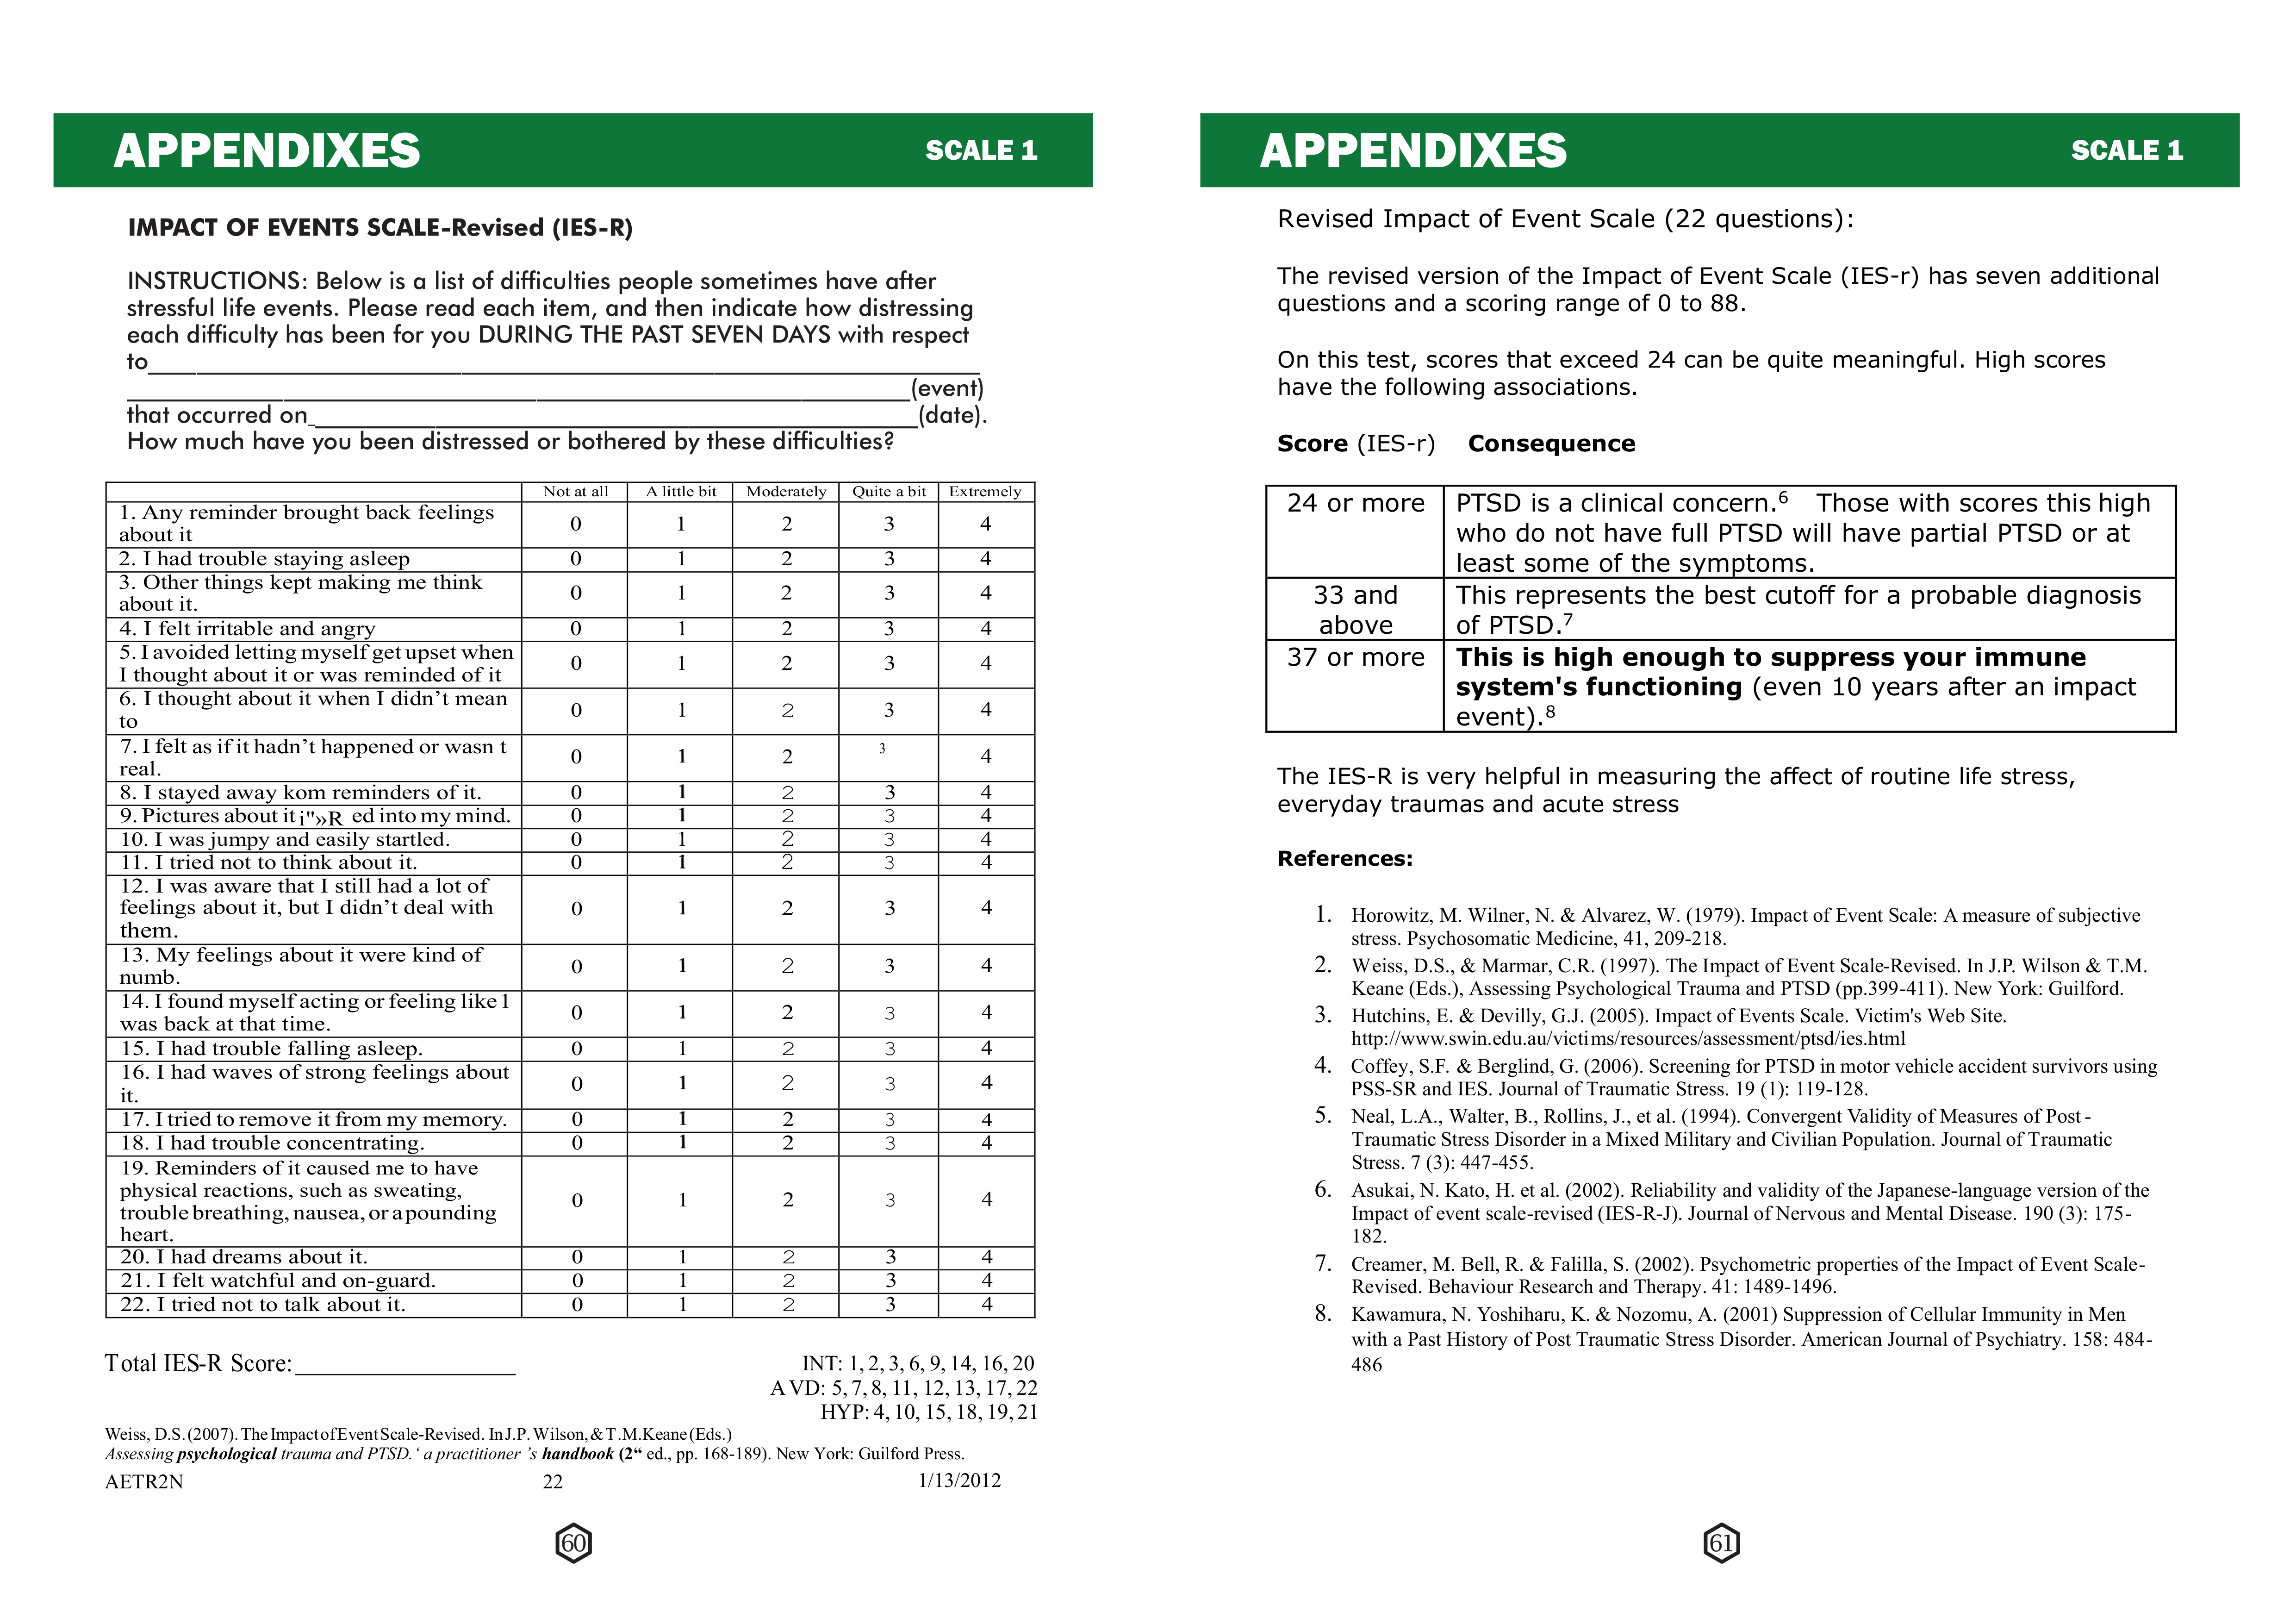 APPENDIXES SCALE 1
IMPACT OF EVENTS SCALE-Revised (IES-R)
INSTRUCTIONS: Below is a list of difficulties people sometimes have after
stressful life events. Please read each item, and then indicate how distressing
each difficulty has been for you DURING THE PAST SEVEN DAYS with respect
to
(event)
that occurred on (date).
How much have you been distressed or bothered by these difficulties?
Not at all A little bit Moderately Quite a bit Extremely
1. Any reminder brought back feelings
about it 0 1 2 3 4
2. I had trouble staying asleep 0 1 2 3 4
3. Other things kept making me think
about it. 0 1 2 3 4
4. I felt irritable and angry 0 1 2 3 4
5. I avoided letting myself get upset when
I thought about it or was reminded of it 0 1 2 3 4
6. I thought about it when I didn’t mean
to 0 1 2 3 4
7. I felt as if it hadn’t happened or wasn t
real. 0 1 2 3 4
8. I stayed away kom reminders of it. 0 1 2 3 4
9. Pictures about it i"»R ed into my mind. 0 1 2 3 4
10. I was jumpy and easily startled. 0 1 2 3 4
11. I tried not to think about it. 0 1 2 3 4
12. I was aware that I still had a lot of
feelings about it, but I didn’t deal with
them. 0 1 2 3 4
13. My feelings about it were kind of
numb. 0 1 2 3 4
14. I found myself acting or feeling like l
was back at that time. 0 1 2 3 4
15. I had trouble falling asleep. 0 1 2 3 4
16. I had waves of strong feelings about
it. 0 1 2 3 4
17. I tried to remove it from my memory. 0 1 2 3 4
18. I had trouble concentrating. 0 1 2 3 4
19. Reminders of it caused me to have
physical reactions, such as sweating,
trouble breathing, nausea, or a pounding
heart. 0 1 2 3 4
20. I had dreams about it. 0 1 2 3 4
21. I felt watchful and on-guard. 0 1 2 3 4
22. I tried not to talk about it. 0 1 2 3 4
Total IES-R Score:
INT: 1, 2, 3, 6, 9, 14, 16, 20
AVD: 5, 7, 8, 11, 12, 13, 17, 22
HYP: 4, 10, 15, 18, 19, 21
Weiss, D.S. (2007). The Impact of Event Scale-Revised. In J.P. Wilson, & T.M. Keane (Eds.)
Assessing psychological trauma and PTSD.‘ a practitioner ’s handbook (2“ ed., pp. 168-189). New York: Guilford Press.
AETR2N 22 1/13/2012
60
APPENDIXES SCALE 1
Revised Impact of Event Scale (22 questions):
The revised version of the Impact of Event Scale (IES-r) has seven additional
questions and a scoring range of 0 to 88.
On this test, scores that exceed 24 can be quite meaningful. High scores
have the following associations.
Score (IES-r) Consequence
24 or more PTSD is a clinical concern.6 Those with scores this high
who do not have full PTSD will have partial PTSD or at
least some of the symptoms.
33 and This represents the best cutoff for a probable diagnosis
above of PTSD.7
37 or more This is high enough to suppress your immune
system's functioning (even 10 years after an impact
event).8
The IES-R is very helpful in measuring the affect of routine life stress,
everyday traumas and acute stress
References:
1. Horowitz, M. Wilner, N. & Alvarez, W. (1979). Impact of Event Scale: A measure of subjective
stress. Psychosomatic Medicine, 41, 209-218.
2. Weiss, D.S., & Marmar, C.R. (1997). The Impact of Event Scale-Revised. In J.P. Wilson & T.M.
Keane (Eds.), Assessing Psychological Trauma and PTSD (pp.399-411). New York: Guilford.
3. Hutchins, E. & Devilly, G.J. (2005). Impact of Events Scale. Victim's Web Site.
http://www.swin.edu.au/victims/resources/assessment/ptsd/ies.html
4. Coffey, S.F. & Berglind, G. (2006). Screening for PTSD in motor vehicle accident survivors using
PSS-SR and IES. Journal of Traumatic Stress. 19 (1): 119-128.
5. Neal, L.A., Walter, B., Rollins, J., et al. (1994). Convergent Validity of Measures of Post-
Traumatic Stress Disorder in a Mixed Military and Civilian Population. Journal of Traumatic
Stress. 7 (3): 447-455.
6. Asukai, N. Kato, H. et al. (2002). Reliability and validity of the Japanese-language version of the
Impact of event scale-revised (IES-R-J). Journal of Nervous and Mental Disease. 190 (3): 175-
182.
7. Creamer, M. Bell, R. & Falilla, S. (2002). Psychometric properties of the Impact of Event Scale-
Revised. Behaviour Research and Therapy. 41: 1489-1496.
8. Kawamura, N. Yoshiharu, K. & Nozomu, A. (2001) Suppression of Cellular Immunity in Men
with a Past History of Post Traumatic Stress Disorder. American Journal of Psychiatry. 158: 484-
486
61